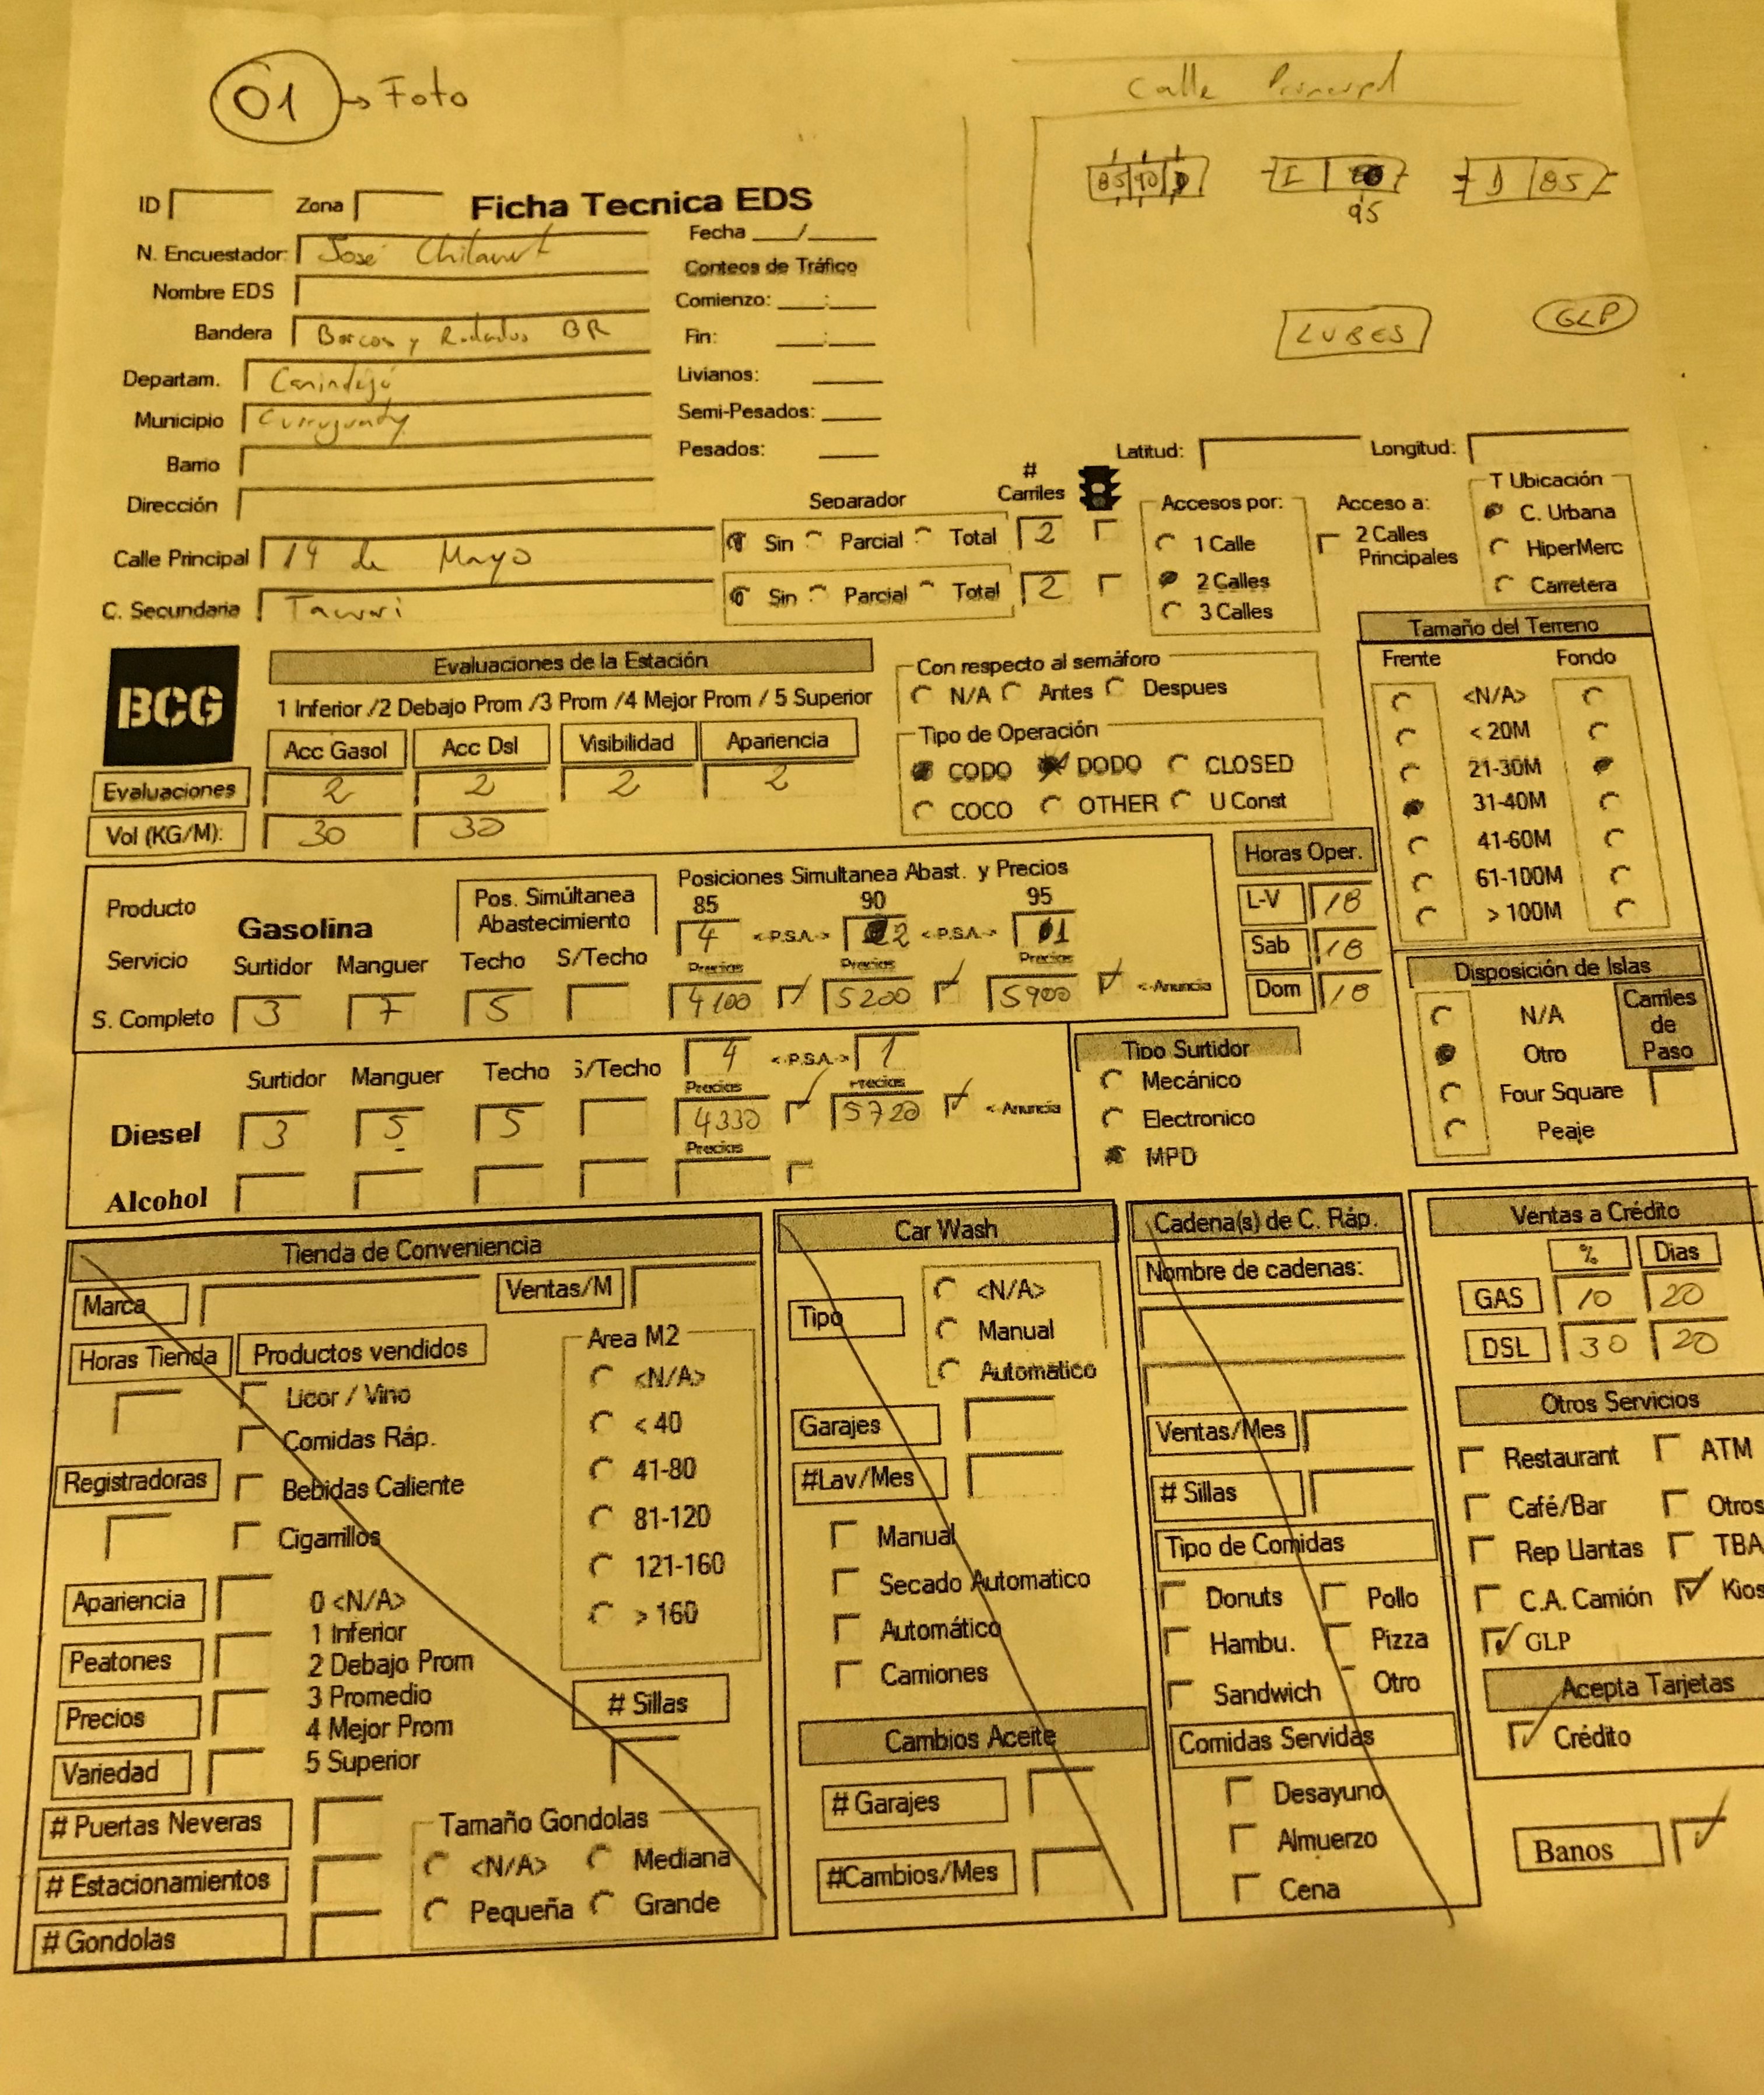 01 → Foto
Calle Principal
85 90 D
I
95
D 85
LUBES
GLP
ID
Zona
Ficha Tecnica EDS
N. Encuestador: José
Nombre EDS
Bandera Barcos y Rodados BR
Departam. Canindeyú
Municipio Curuguaty
Barrio
Dirección
Calle Principal 14 de Mayo
C. Secundaria
Fecha ___/___
Conteos de Tráfico
Comienzo: ___:___
Fin: ___:___
Livianos:
Semi-Pesados:
Pesados:
Latitud:
Longitud:
Separador
# Carriles
Sin Parcial Total 2
Sin Parcial Total 2
Accesos por:
1 Calle
2 Calles
3 Calles
Acceso a:
2 Calles
Principales
T Ubicación
C. Urbana
HiperMerc
Carretera
BCG
Evaluaciones de la Estación
1 Inferior /2 Debajo Prom /3 Prom /4 Mejor Prom / 5 Superior
Acc Gasol Acc Dsl Visibilidad Apariencia
Evaluaciones 2 2 2 2
Vol (KG/M): 30 30
Con respecto al semáforo
N/A Antes Despues
Tipo de Operación
CODO DODO CLOSED
COCO OTHER U Const
Tamaño del Terreno
Frente Fondo
<N/A>
< 20M
21-30M
31-40M
41-60M
61-100M
> 100M
Producto
Gasolina
Pos. Simúltanea
Abastecimiento
Posiciones Simultanea Abast. y Precios
85 90 95
4 <-P.S.A.-> 2 <-P.S.A.-> 1
Servicio Surtidor Manguer Techo S/Techo Precios Precios Precios
S. Completo 3 7 5 4100 5200 5900 <-Anuncia
Horas Oper.
L-V 18
Sab 18
Dom 18
Disposición de Islas
N/A
Otro
Four Square
Peaje
Carriles
de
Paso
Surtidor Manguer Techo S/Techo 4 <-P.S.A.-> 1
Precios Precios
Diesel 3 5 5 4330 5720 <-Anuncia
Precios
Alcohol
Tipo Surtidor
Mecánico
Electronico
MPD
Tienda de Conveniencia
Marca
Ventas/M
Horas Tienda
Productos vendidos
Licor / Vino
Comidas Ráp.
Registradoras
Bebidas Caliente
Cigarrillos
Area M2
<N/A>
< 40
41-80
81-120
121-160
> 160
Apariencia
Peatones
Precios
Variedad
0 <N/A>
1 Inferior
2 Debajo Prom
3 Promedio
4 Mejor Prom
5 Superior
# Sillas
# Puertas Neveras
# Estacionamientos
# Gondolas
Tamaño Gondolas
<N/A> Mediana
Pequeña Grande
Car Wash
Tipo
<N/A>
Manual
Automático
Garajes
#Lav/Mes
Manual
Secado Automatico
Automático
Camiones
Cambios Aceite
# Garajes
#Cambios/Mes
Cadena(s) de C. Ráp.
Nombre de cadenas:
Ventas/Mes
# Sillas
Tipo de Comidas
Donuts Pollo
Hambu. Pizza
Sandwich Otro
Comidas Servidas
Desayuno
Almuerzo
Cena
Ventas a Crédito
% Dias
GAS 10 20
DSL 30 20
Otros Servicios
Restaurant ATM
Café/Bar Otros
Rep Llantas TBA
C.A. Camión Kios
GLP
Acepta Tarjetas
Crédito
Banos